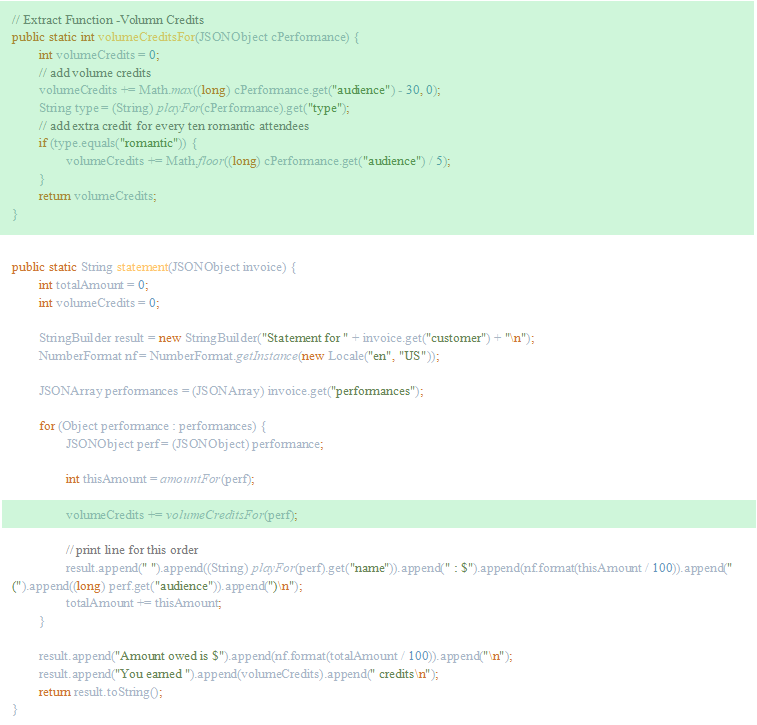 // Extract Function -Volumn Credits
public static int volumeCreditsFor(JSONObject cPerformance) {
int volumeCredits = 0;
// add volume credits
volumeCredits += Math.max((long) cPerformance.get("audience") - 30, 0);
String type = (String) playFor(cPerformance).get("type");
// add extra credit for every ten romantic attendees
if (type.equals("romantic")) {
volumeCredits += Math.floor((long) cPerformance.get("audience") / 5);
}
return volumeCredits;
}
public static String statement(JSONObject invoice) {
int totalAmount = 0;
int volumeCredits = 0;
StringBuilder result = new StringBuilder("Statement for " + invoice.get("customer") + "\n");
NumberFormat nf = NumberFormat.getInstance(new Locale("en", "US"));
JSONArray performances = (JSONArray) invoice.get("performances");
for (Object performance : performances) {
JSONObject perf = (JSONObject) performance;
int thisAmount = amountFor(perf);
volumeCredits += volumeCreditsFor(perf);
// print line for this order
result.append(" ").append((String) playFor(perf).get("name")).append(" : $").append(nf.format(thisAmount / 100)).append("
(").append((long) perf.get("audience")).append(")\n");
totalAmount += thisAmount;
}
result.append("Amount owed is $").append(nf.format(totalAmount / 100)).append("\n");
result.append("You earned ").append(volumeCredits).append(" credits\n");
return result.toString();
}